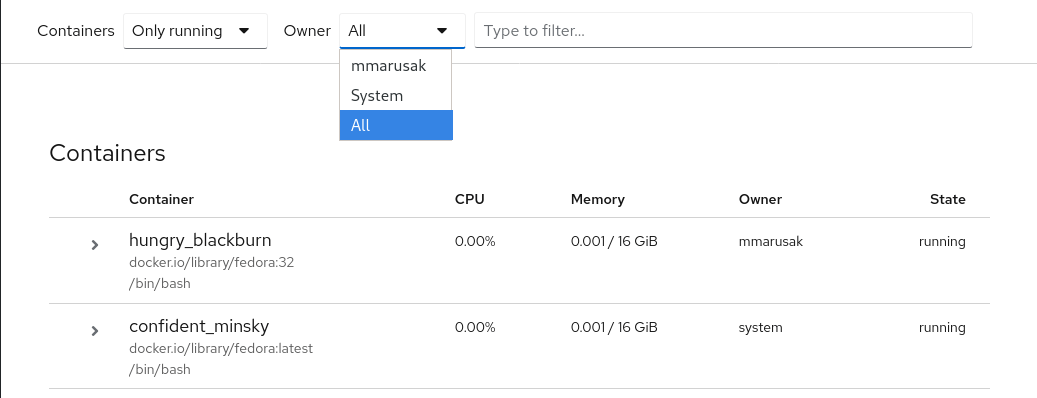 Containers Only running Owner All Type to filter...
mmarusak
System
All
Containers
Container CPU Memory Owner State
hungry_blackburn 0.00% 0.001 / 16 GiB mmarusak running
docker.io/library/fedora:32
/bin/bash
confident_minsky 0.00% 0.001 / 16 GiB system running
docker.io/library/fedora:latest
/bin/bash